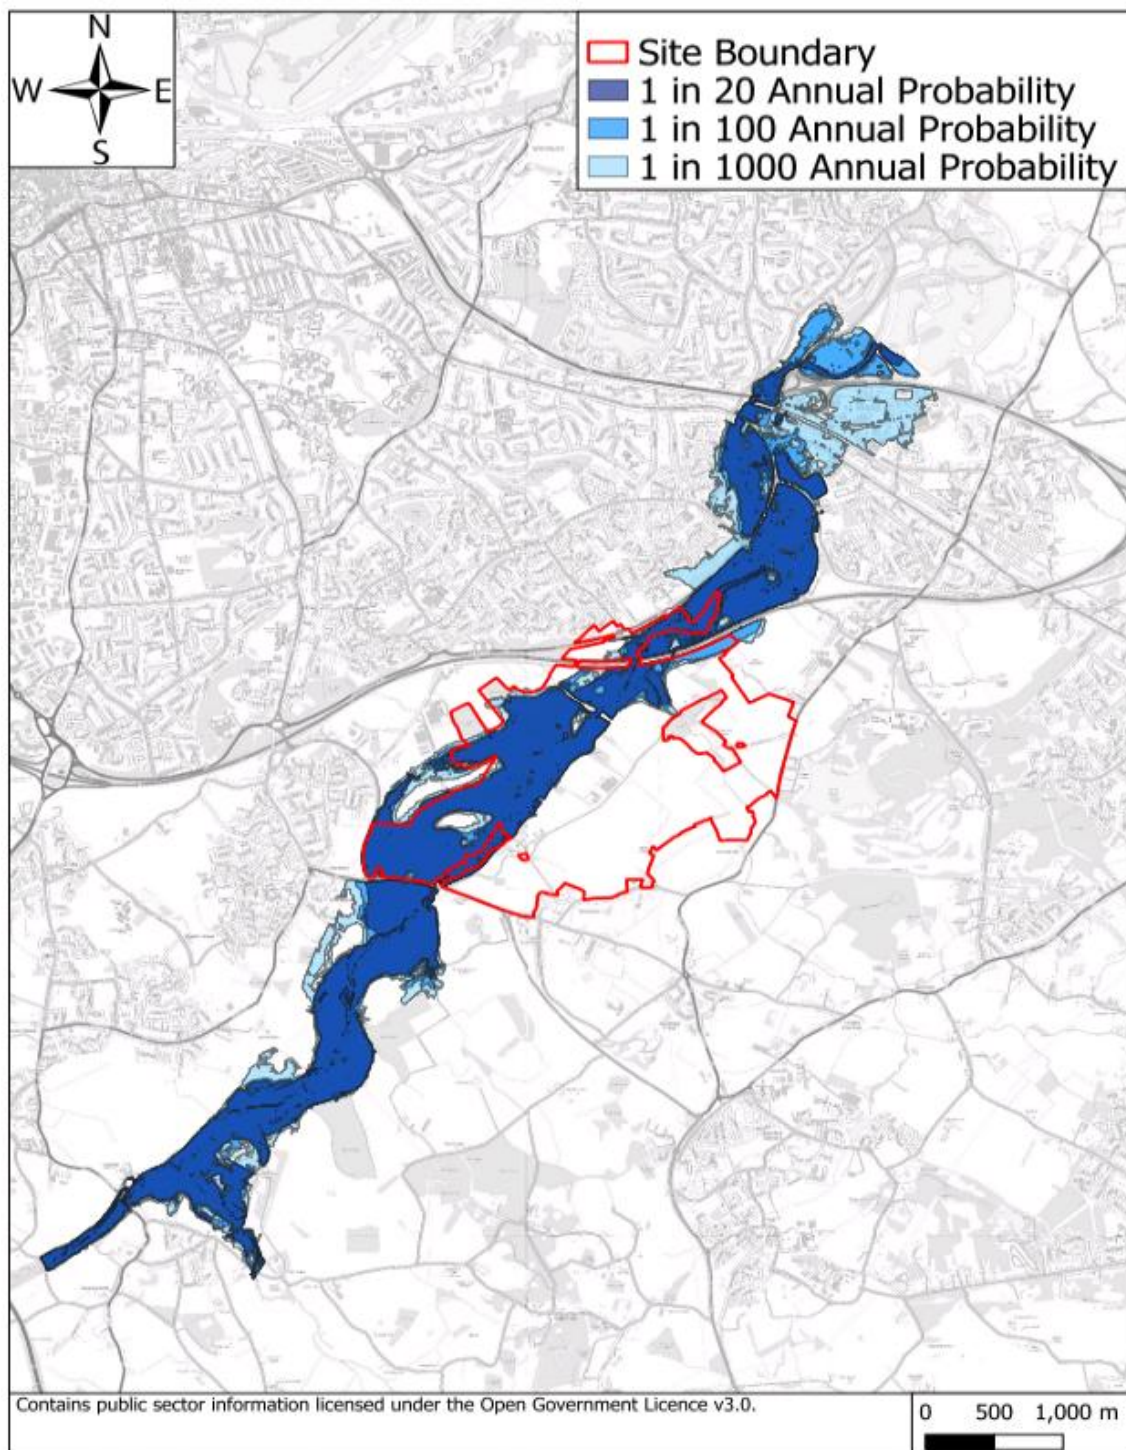 N
W E
S
Site Boundary
1 in 20 Annual Probability
1 in 100 Annual Probability
1 in 1000 Annual Probability
Contains public sector information licensed under the Open Government Licence v3.0.
0 500 1,000 m